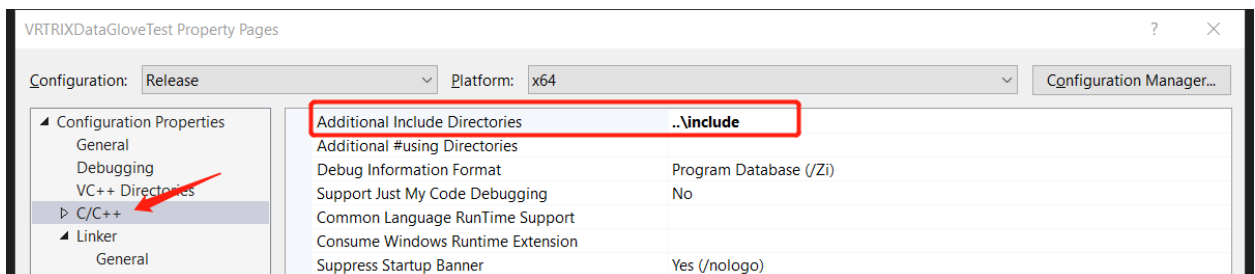 VRTRIXDataGloveTest Property Pages ? ×
Configuration: Release Platform: x64 Configuration Manager...
Configuration Properties
General
Debugging
VC++ Directories
C/C++
Linker
General
Additional Include Directories ..\include
Additional #using Directories
Debug Information Format Program Database (/Zi)
Support Just My Code Debugging No
Common Language RunTime Support
Consume Windows Runtime Extension
Suppress Startup Banner Yes (/nologo)